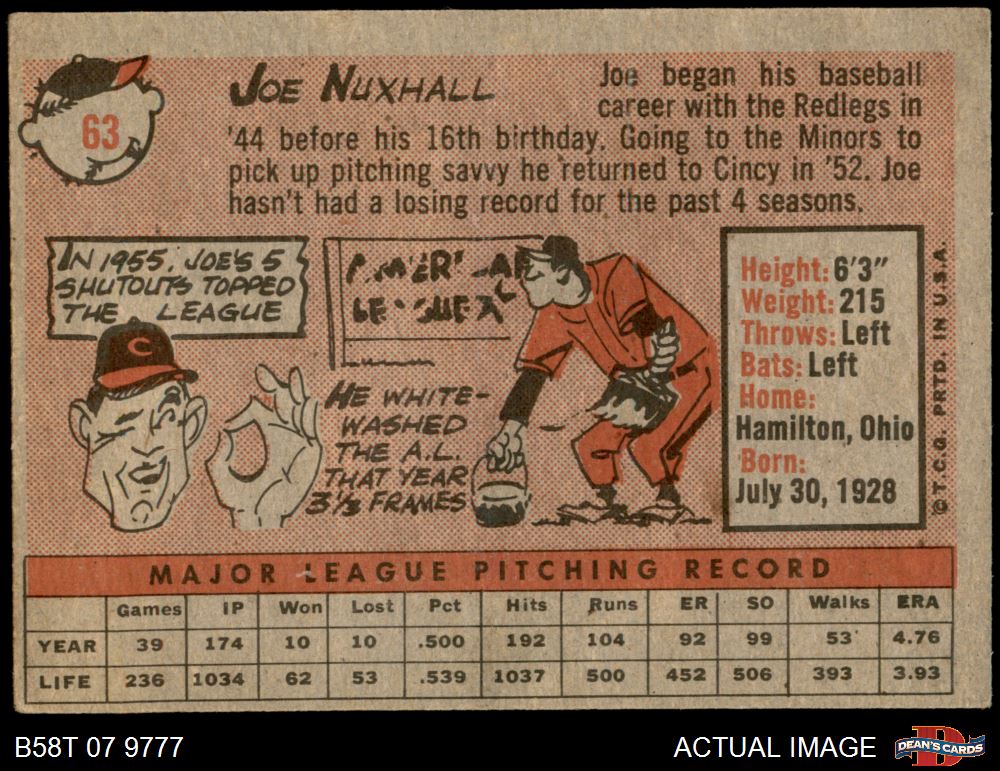 63
JOE NUXHALL
Joe began his baseball
career with the Redlegs in
'44 before his 16th birthday. Going to the Minors to
pick up pitching savvy he returned to Cincy in '52. Joe
hasn't had a losing record for the past 4 seasons.
IN 1955, JOE'S 5
SHUTOUTS TOPPED
THE LEAGUE
C
HE WHITE-
WASHED
THE A.L.
THAT YEAR
3⅓ FRAMES
Height: 6'3"
Weight: 215
Throws: Left
Bats: Left
Home:
Hamilton, Ohio
Born:
July 30, 1928
© T.C.G. PRTD. IN U.S.A.
MAJOR LEAGUE PITCHING RECORD
Games IP Won Lost Pct Hits Runs ER SO Walks ERA
YEAR 39 174 10 10 .500 192 104 92 99 53 4.76
LIFE 236 1034 62 53 .539 1037 500 452 506 393 3.93
B58T 07 9777
ACTUAL IMAGE
D
DEAN'S CARDS